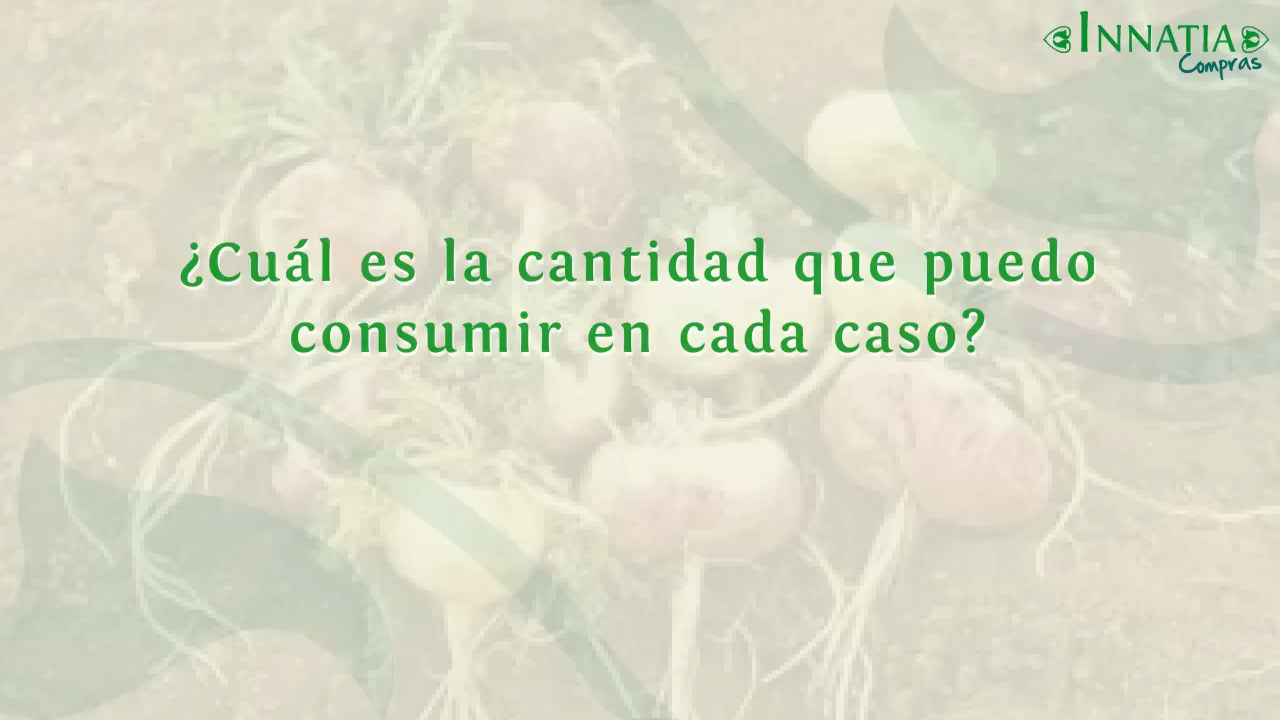 INNATIA
Compras
¿Cuál es la cantidad que puedo
consumir en cada caso?